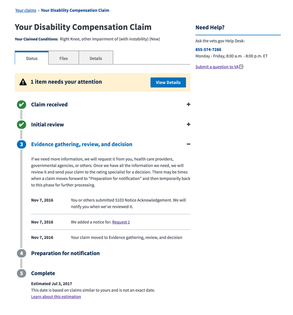 Your claims › Your Disability Compensation Claim
Your Disability Compensation Claim
Your Claimed Conditions: Right Knee, other impairment of (with instability) (New)
Status
Files
Details
1 item needs your attention
View Details
Claim received
Initial review
3
Evidence gathering, review, and decision
If we need more information, we will request it from you, health care providers,
governmental agencies, or others. Once we have all the information we need, we will
review it and send your claim to the rating specialist for a decision. There may be times
when a claim moves forward to "Preparation for notification" and then temporarily back
to this phase for further processing.
Nov 7, 2016 You or others submitted 5103 Notice Acknowledgement. We will
notify you when we've reviewed it.
Nov 7, 2016 We added a notice for: Request 1
Nov 7, 2016 Your claim moved to Evidence gathering, review, and decision
4
Preparation for notification
5
Complete
Estimated Jul 3, 2017
This date is based on claims similar to yours and is not an exact date.
Learn about this estimation
Need Help?
Ask the vets.gov Help Desk:
855-574-7286
Monday - Friday, 8:00 a.m. - 8:00 p.m. ET
Submit a question to VA